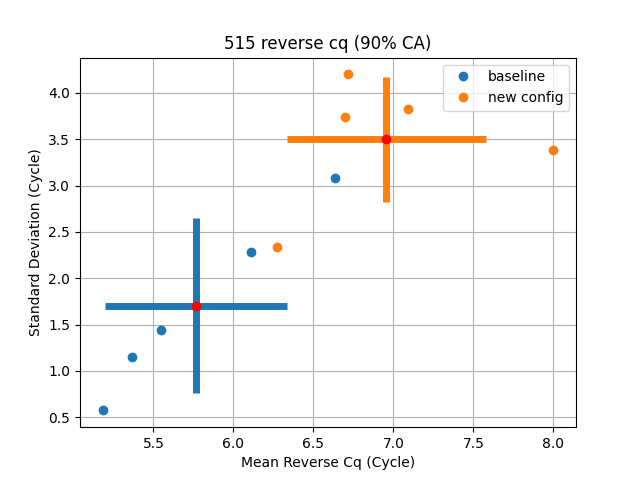 515 reverse cq (90% CA)
baseline
new config
4.0
3.5
3.0
2.5
2.0
1.5
1.0
0.5
Standard Deviation (Cycle)
5.5 6.0 6.5 7.0 7.5 8.0
Mean Reverse Cq (Cycle)